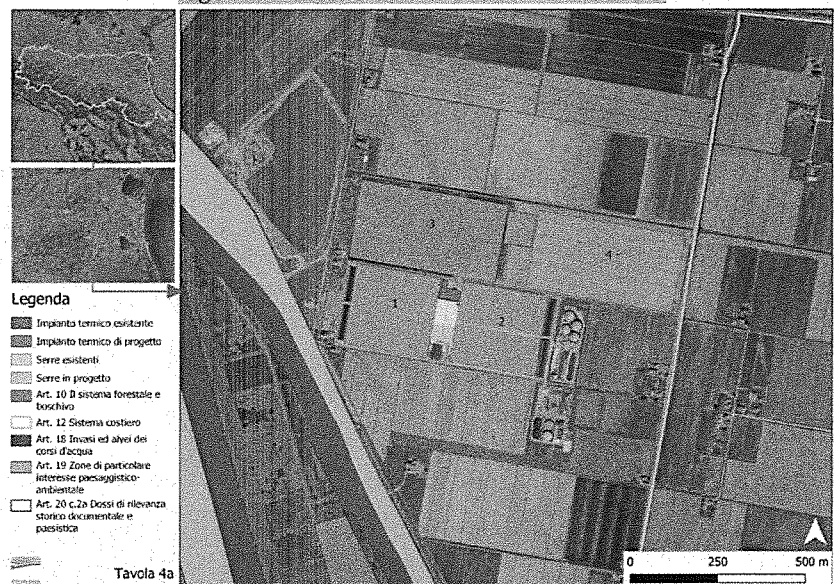 3
4
1
2
Legenda
Impianto termico esistente
Impianto termico di progetto
Serre esistenti
Serre in progetto
Art. 10 Il sistema forestale e
boschivo
Art. 12 Sistema costiero
Art. 18 Invasi ed alvei dei
corsi d'acqua
Art. 19 Zone di particolare
interesse paesaggistico-
ambientale
Art. 20 c.2a Dossi di rilevanza
storico documentale e
paesistica
Tavola 4a
0 250 500 m